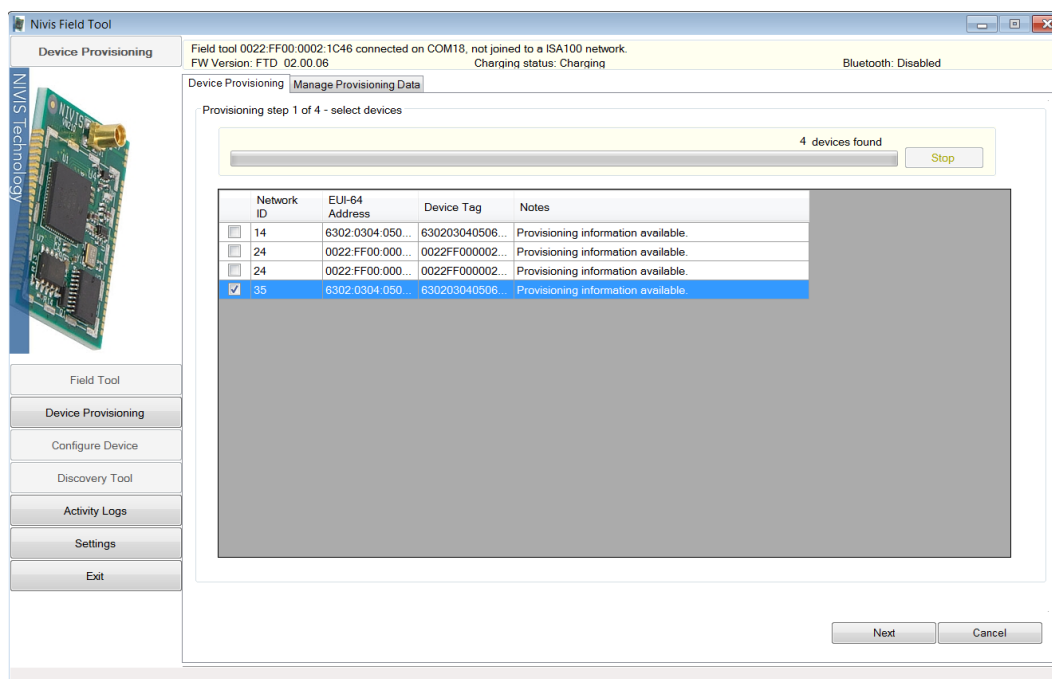 Nivis Field Tool
Device Provisioning
NIVIS Technology
NIVIS
Field tool 0022:FF00:0002:1C46 connected on COM18, not joined to a ISA100 network.
FW Version: FTD 02.00.06 Charging status: Charging Bluetooth: Disabled
Device Provisioning Manage Provisioning Data
Provisioning step 1 of 4 - select devices
4 devices found
Stop
Network ID EUI-64 Address Device Tag Notes
14 6302:0304:050... 630203040506... Provisioning information available.
24 0022:FF00:000... 0022FF000002... Provisioning information available.
24 0022:FF00:000... 0022FF000002... Provisioning information available.
35 6302:0304:050... 630203040506... Provisioning information available.
Field Tool
Device Provisioning
Configure Device
Discovery Tool
Activity Logs
Settings
Exit
Next Cancel